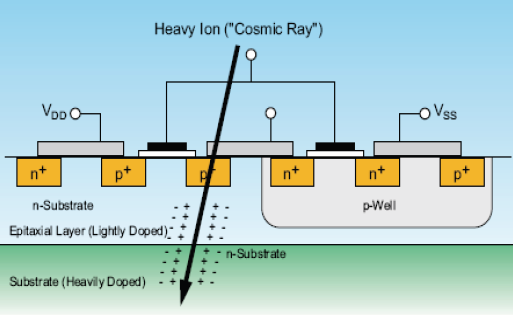 Heavy Ion ("Cosmic Ray")
VDD
VSS
n+
p+
p+
n+
n+
p+
n-Substrate
p-Well
Epitaxial Layer (Lightly Doped)
n-Substrate
Substrate (Heavily Doped)